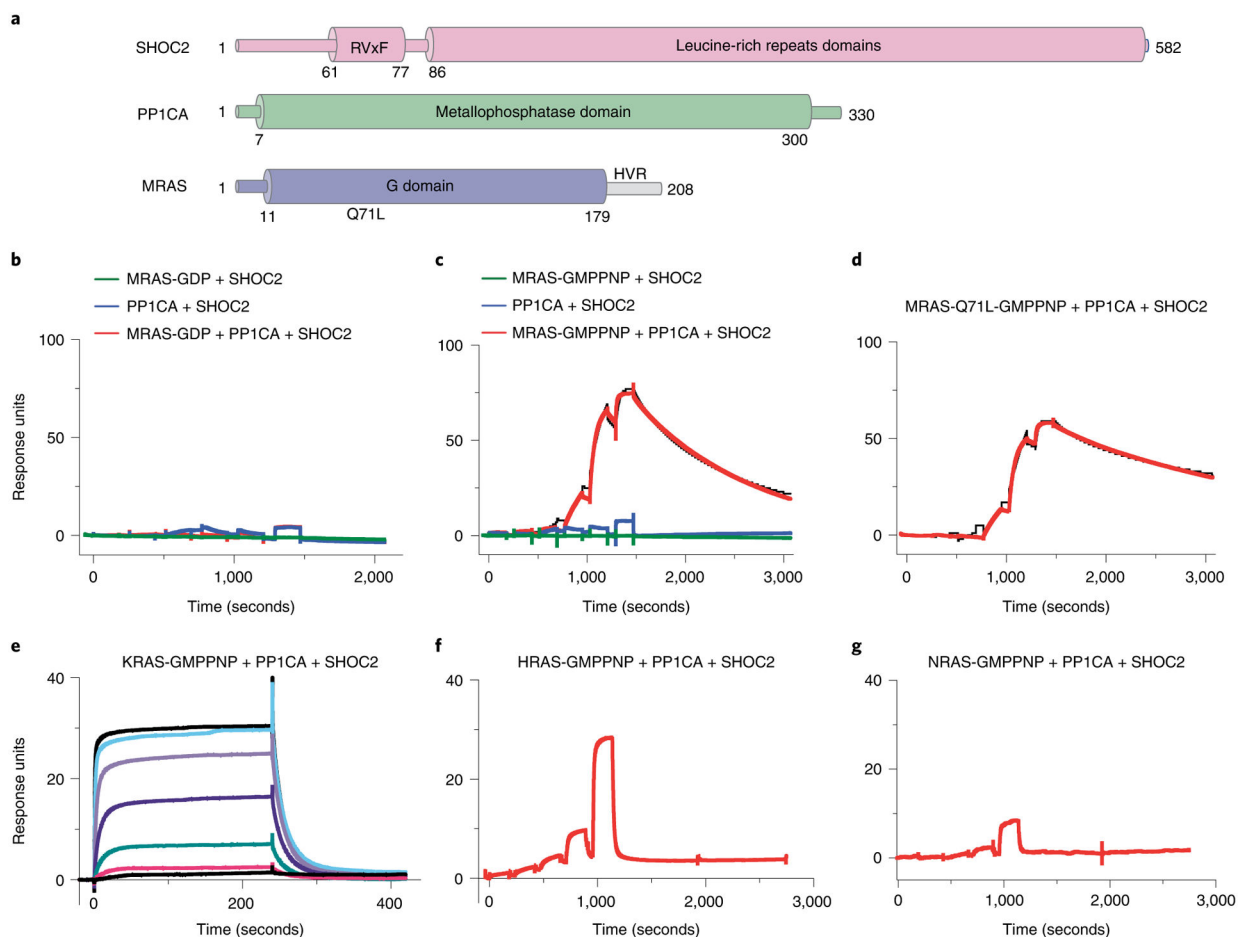 a
SHOC2 1 RVxF Leucine-rich repeats domains 582
61 77 86
PP1CA 1 Metallophosphatase domain 330
7 300
MRAS 1 G domain HVR 208
11 Q71L 179
b
MRAS-GDP + SHOC2
PP1CA + SHOC2
MRAS-GDP + PP1CA + SHOC2
100
50
0
Response units
0 1,000 2,000
Time (seconds)
c
MRAS-GMPPNP + SHOC2
PP1CA + SHOC2
MRAS-GMPPNP + PP1CA + SHOC2
100
50
0
0 1,000 2,000 3,000
Time (seconds)
d
MRAS-Q71L-GMPPNP + PP1CA + SHOC2
100
50
0
0 1,000 2,000 3,000
Time (seconds)
e
KRAS-GMPPNP + PP1CA + SHOC2
40
20
0
Response units
0 200 400
Time (seconds)
f
HRAS-GMPPNP + PP1CA + SHOC2
40
20
0
0 1,000 2,000 3,000
Time (seconds)
g
NRAS-GMPPNP + PP1CA + SHOC2
40
20
0
0 1,000 2,000 3,000
Time (seconds)